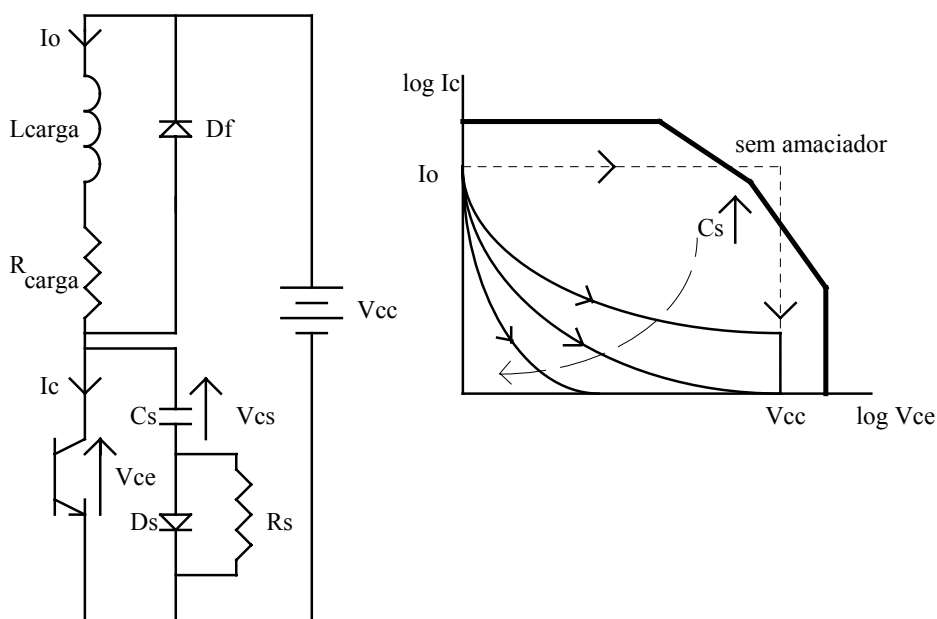 Io
Lcarga
Df
R
carga
Vcc
Ic
Cs
Vcs
Vce
Ds
Rs
log Ic
sem amaciador
Io
Cs
Vcc
log Vce